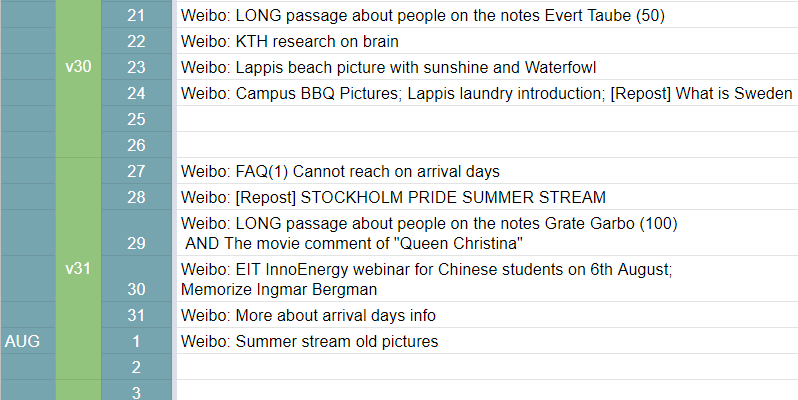 21 Weibo: LONG passage about people on the notes Evert Taube (50)
22 Weibo: KTH research on brain
v30
23 Weibo: Lappis beach picture with sunshine and Waterfowl
24 Weibo: Campus BBQ Pictures; Lappis laundry introduction; [Repost] What is Sweden
25
26
27 Weibo: FAQ(1) Cannot reach on arrival days
28 Weibo: [Repost] STOCKHOLM PRIDE SUMMER STREAM
Weibo: LONG passage about people on the notes Grate Garbo (100)
29 AND The movie comment of "Queen Christina"
v31
Weibo: EIT InnoEnergy webinar for Chinese students on 6th August;
30 Memorize Ingmar Bergman
31 Weibo: More about arrival days info
AUG 1 Weibo: Summer stream old pictures
2
3